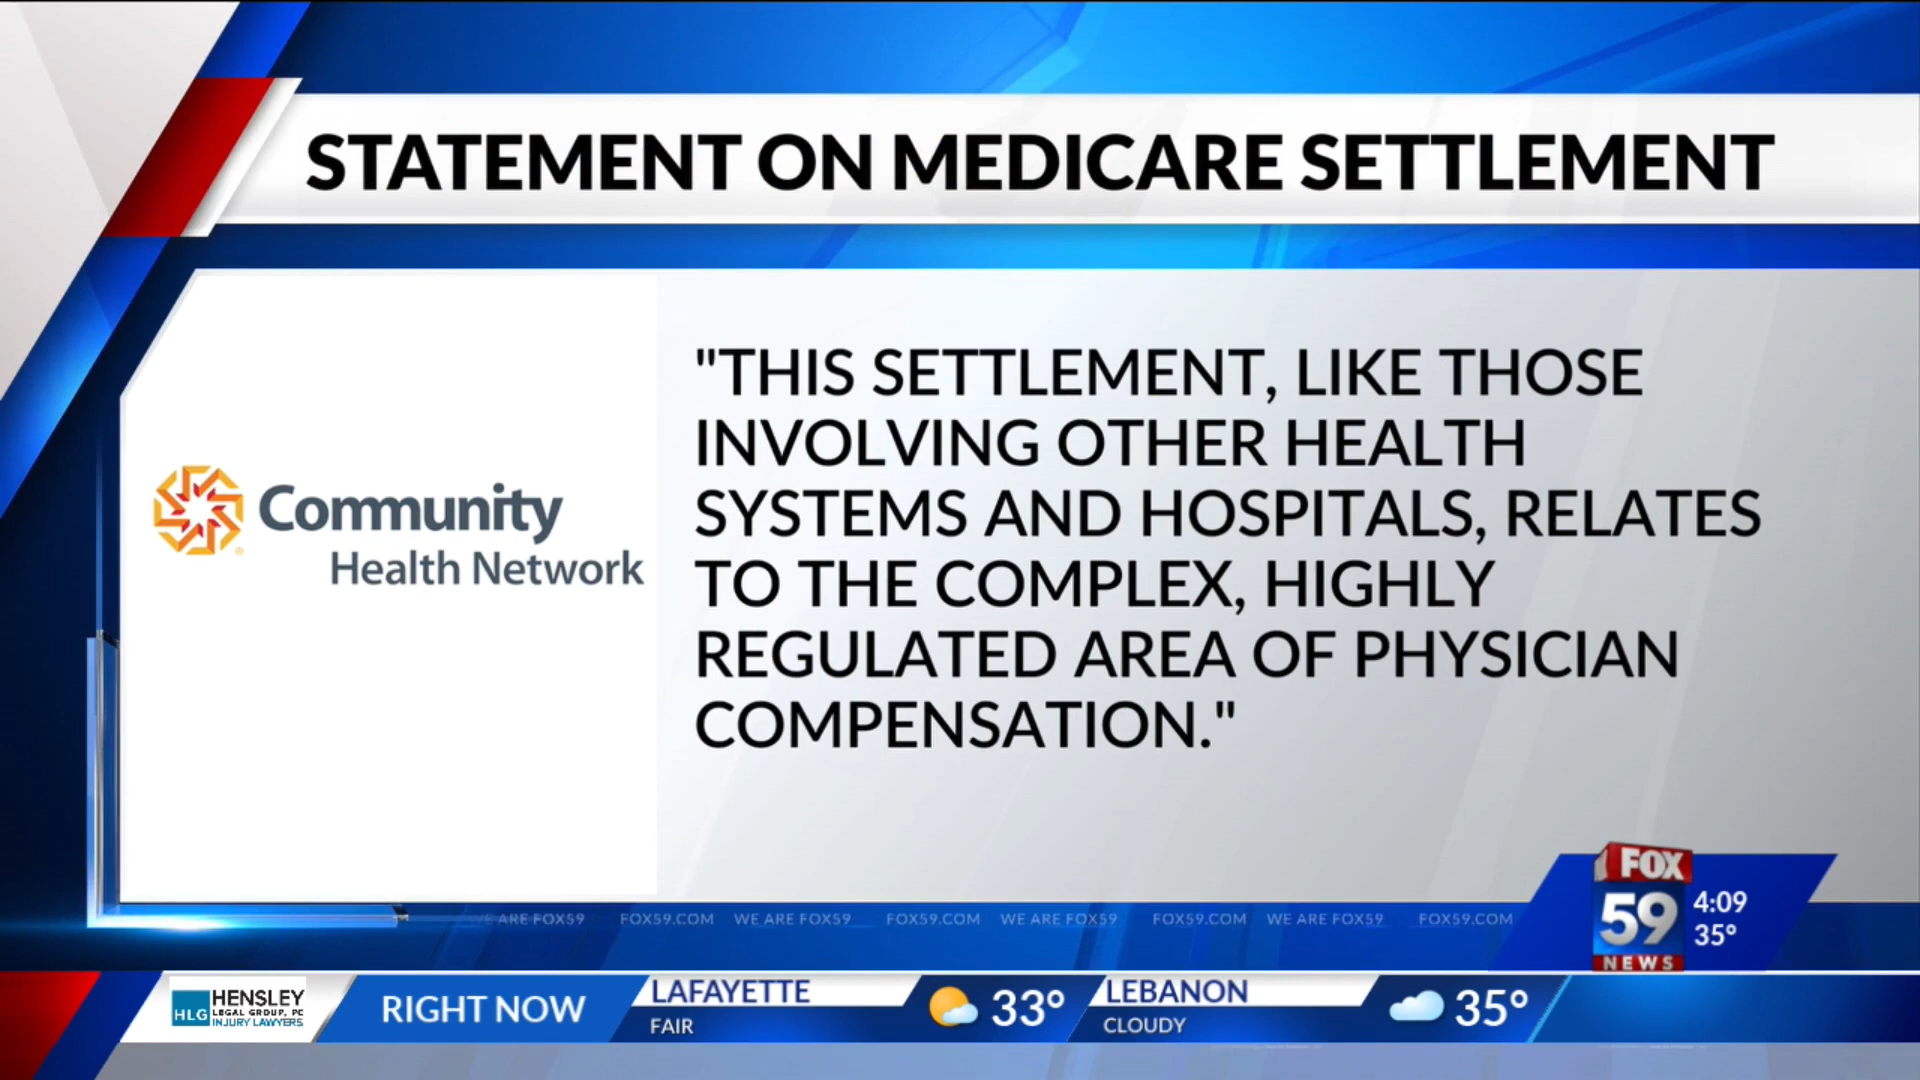 STATEMENT ON MEDICARE SETTLEMENT
Community
Health Network
"THIS SETTLEMENT, LIKE THOSE
INVOLVING OTHER HEALTH
SYSTEMS AND HOSPITALS, RELATES
TO THE COMPLEX, HIGHLY
REGULATED AREA OF PHYSICIAN
COMPENSATION."
ARE FOX59 FOX59.COM WE ARE FOX59 FOX59.COM WE ARE FOX59 FOX59.COM WE ARE FOX59 FOX59.COM
FOX
59
NEWS
4:09
35°
HLG
HENSLEY
LEGAL GROUP, PC
INJURY LAWYERS
RIGHT NOW
LAFAYETTE
FAIR
33°
LEBANON
CLOUDY
35°